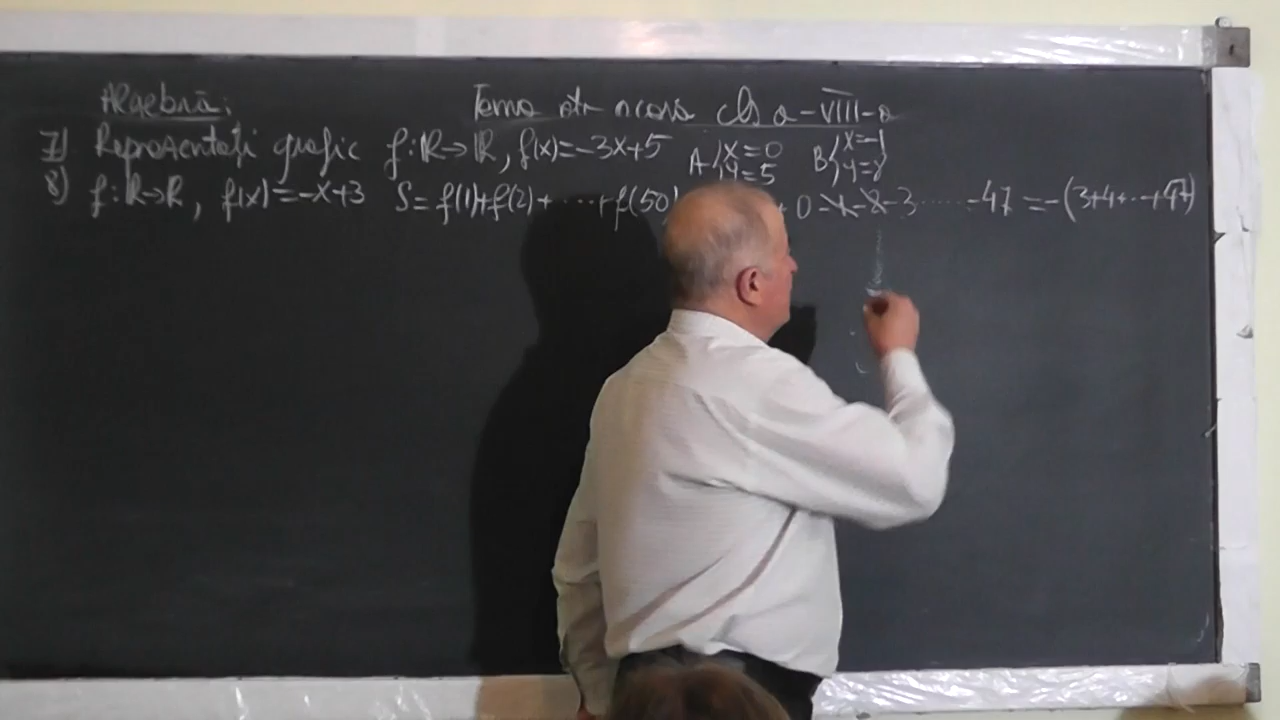 Algebră:
Tema ptr acasă cls a-VIII-a
7) Reprezentați grafic f:ℝ→ℝ, f(x)=-3x+5 A{x=0 y=5 B{x=-1 y=8
8) f:ℝ→ℝ, f(x)=-x+3 S=f(1)+f(2)+.....+f(50) + 0-1-2-3......-47=-(3+4+...+47)